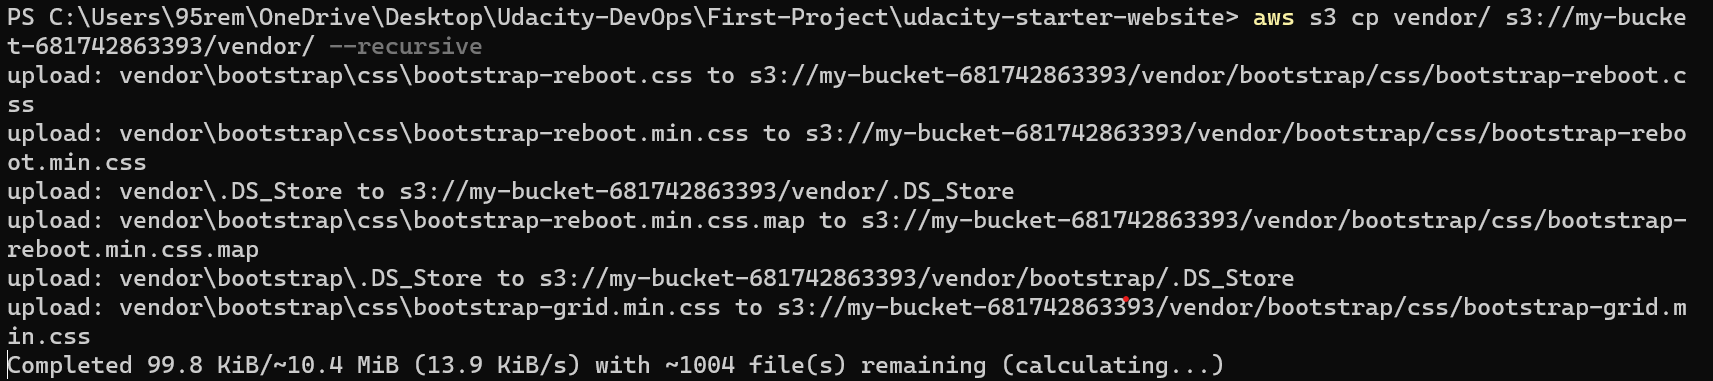 PS C:\Users\95rem\OneDrive\Desktop\Udacity-DevOps\First-Project\udacity-starter-website> aws s3 cp vendor/ s3://my-bucke
t-681742863393/vendor/ --recursive
upload: vendor\bootstrap\css\bootstrap-reboot.css to s3://my-bucket-681742863393/vendor/bootstrap/css/bootstrap-reboot.c
ss
upload: vendor\bootstrap\css\bootstrap-reboot.min.css to s3://my-bucket-681742863393/vendor/bootstrap/css/bootstrap-rebo
ot.min.css
upload: vendor\.DS_Store to s3://my-bucket-681742863393/vendor/.DS_Store
upload: vendor\bootstrap\css\bootstrap-reboot.min.css.map to s3://my-bucket-681742863393/vendor/bootstrap/css/bootstrap-
reboot.min.css.map
upload: vendor\bootstrap\.DS_Store to s3://my-bucket-681742863393/vendor/bootstrap/.DS_Store
upload: vendor\bootstrap\css\bootstrap-grid.min.css to s3://my-bucket-681742863393/vendor/bootstrap/css/bootstrap-grid.m
in.css
Completed 99.8 KiB/~10.4 MiB (13.9 KiB/s) with ~1004 file(s) remaining (calculating...)